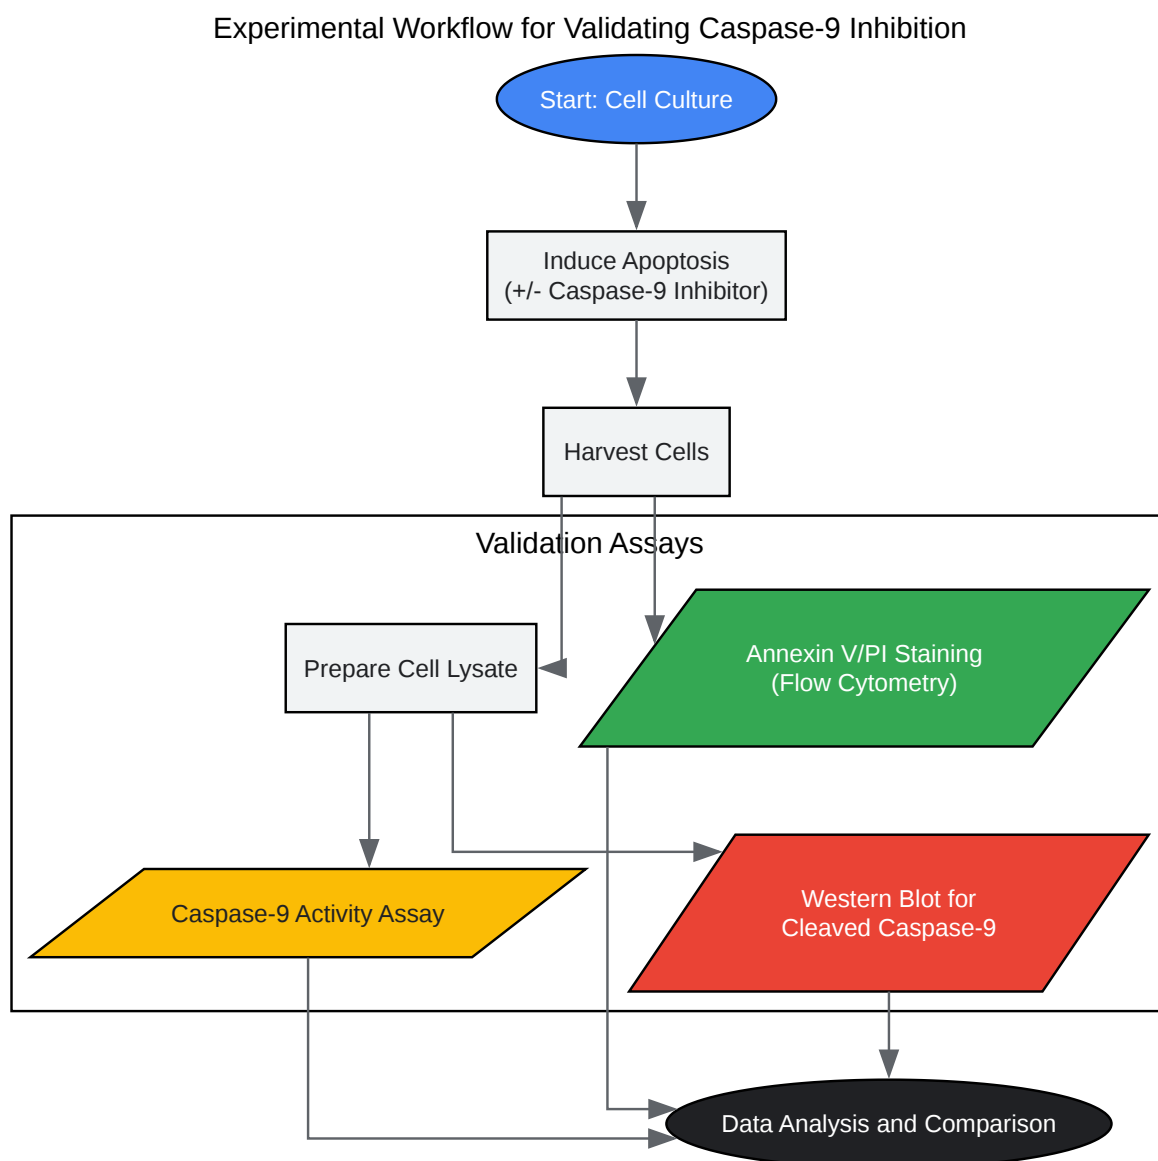 Experimental Workflow for Validating Caspase-9 Inhibition
Start: Cell Culture
Induce Apoptosis
(+/- Caspase-9 Inhibitor)
Harvest Cells
Validation Assays
Prepare Cell Lysate
Annexin V/PI Staining
(Flow Cytometry)
Caspase-9 Activity Assay
Western Blot for
Cleaved Caspase-9
Data Analysis and Comparison